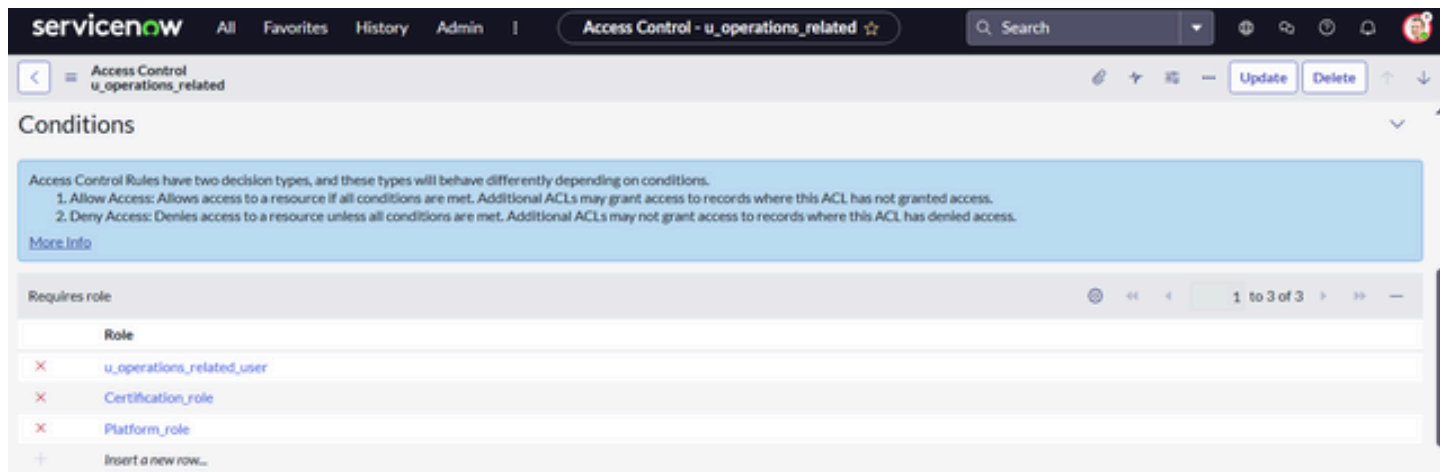 servicenow All Favorites History Admin Access Control - u_operations_related Search
Access Control
u_operations_related
Update Delete
Conditions
Access Control Rules have two decision types, and these types will behave differently depending on conditions.
1. Allow Access: Allows access to a resource if all conditions are met. Additional ACLs may grant access to records where this ACL has not granted access.
2. Deny Access: Denies access to a resource unless all conditions are met. Additional ACLs may not grant access to records where this ACL has denied access.
More Info
Requires role 1 to 3 of 3
Role
u_operations_related_user
Certification_role
Platform_role
Insert a new row...